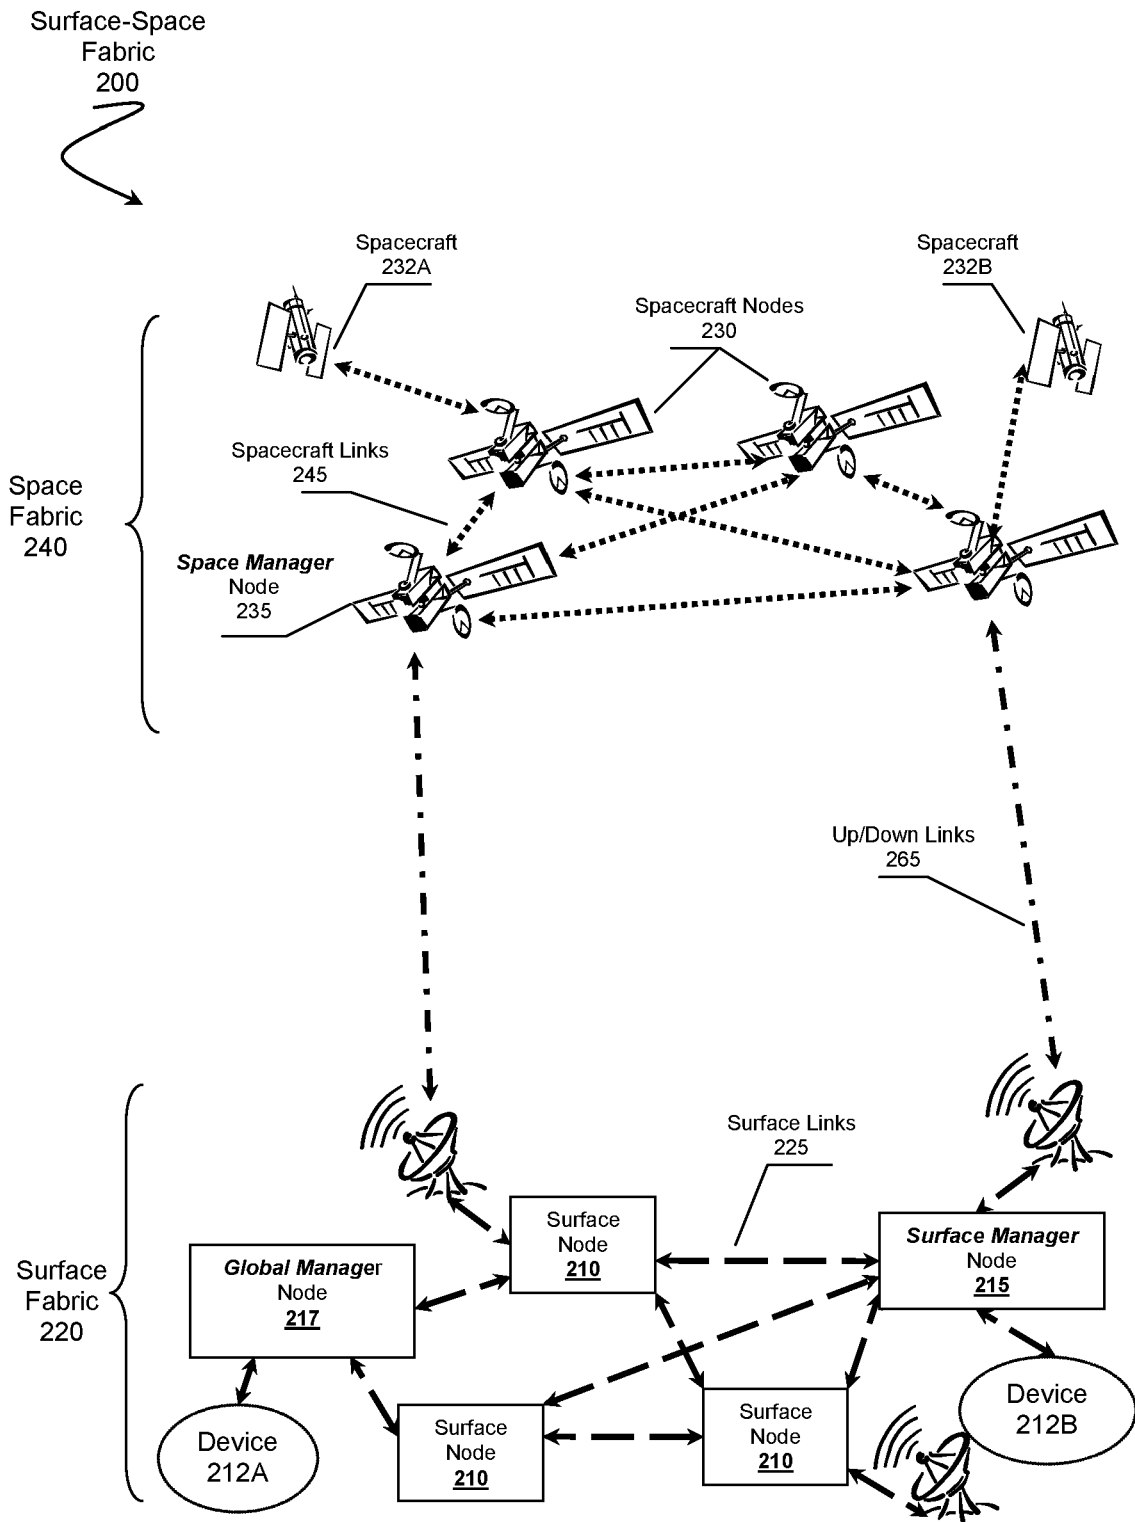 Surface-Space
Fabric
200
Spacecraft
232A
Spacecraft
232B
Spacecraft Nodes
230
Spacecraft Links
245
Space
Fabric
240
Space Manager
Node
235
Up/Down Links
265
Surface Links
225
Surface
Node
210
Surface Manager
Node
215
Global Manager
Node
217
Surface
Fabric
220
Device
212A
Surface
Node
210
Surface
Node
210
Device
212B